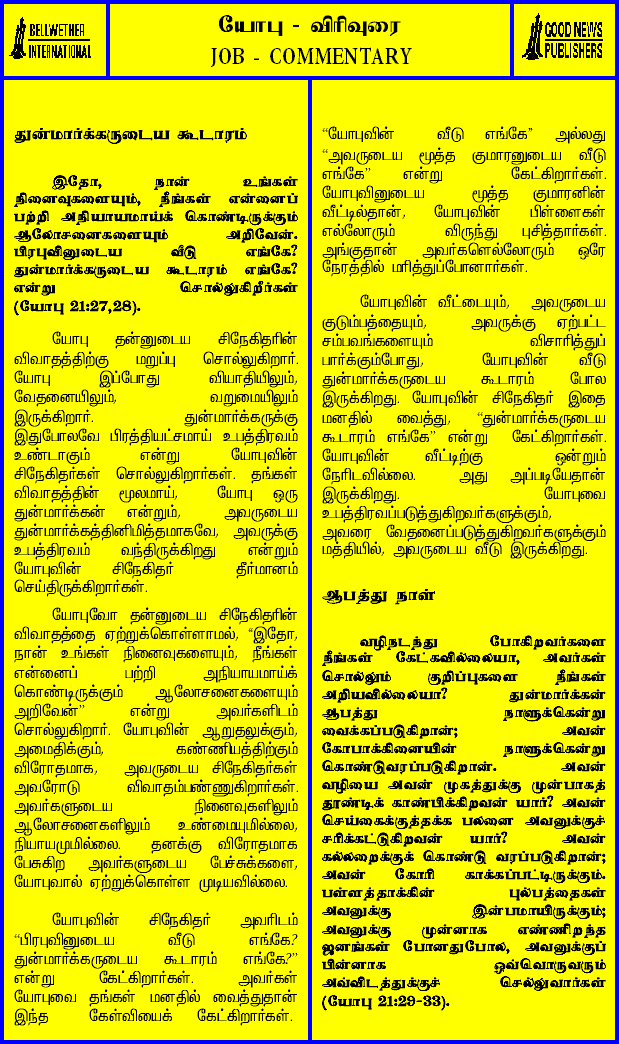 BELLWETHER
INTERNATIONAL
யோபு - விரிவுரை
JOB - COMMENTARY
GOOD NEWS
PUBLISHERS
துன்மார்க்கருடைய கூடாரம்
இதோ, நான் உங்கள்
நினைவுகளையும், நீங்கள் என்னைப்
பற்றி அநியாயமாய்க் கொண்டிருக்கும்
ஆலோசனைகளையும் அறிவேன்.
பிரபுவினுடைய வீடு எங்கே?
துன்மார்க்கருடைய கூடாரம் எங்கே?
என்று சொல்லுகிறீர்கள்
(யோபு 21:27,28).
யோபு தன்னுடைய சிநேகிதரின்
விவாதத்திற்கு மறுப்பு சொல்லுகிறார்.
யோபு இப்போது வியாதியிலும்,
வேதனையிலும், வறுமையிலும்
இருக்கிறார். துன்மார்க்கருக்கு
இதுபோலவே பிரத்தியட்சமாய் உபத்திரவம்
உண்டாகும் என்று யோபுவின்
சிநேகிதர்கள் சொல்லுகிறார்கள். தங்கள்
விவாதத்தின் மூலமாய், யோபு ஒரு
துன்மார்க்கன் என்றும், அவருடைய
துன்மார்க்கத்தினிமித்தமாகவே, அவருக்கு
உபத்திரவம் வந்திருக்கிறது என்றும்
யோபுவின் சிநேகிதர் தீர்மானம்
செய்திருக்கிறார்கள்.
யோபுவோ தன்னுடைய சிநேகிதரின்
விவாதத்தை ஏற்றுக்கொள்ளாமல், “இதோ,
நான் உங்கள் நினைவுகளையும், நீங்கள்
என்னைப் பற்றி அநியாயமாய்க்
கொண்டிருக்கும் ஆலோசனைகளையும்
அறிவேன்” என்று அவர்களிடம்
சொல்லுகிறார். யோபுவின் ஆறுதலுக்கும்,
அமைதிக்கும், கண்ணியத்திற்கும்
விரோதமாக, அவருடைய சிநேகிதர்கள்
அவரோடு விவாதம்பண்ணுகிறார்கள்.
அவர்களுடைய நினைவுகளிலும்
ஆலோசனைகளிலும் உண்மையுமில்லை,
நியாயமுமில்லை. தனக்கு விரோதமாக
பேசுகிற அவர்களுடைய பேச்சுக்களை,
யோபுவால் ஏற்றுக்கொள்ள முடியவில்லை.
யோபுவின் சிநேகிதர் அவரிடம்
“பிரபுவினுடைய வீடு எங்கே?
துன்மார்க்கருடைய கூடாரம் எங்கே?”
என்று கேட்கிறார்கள். அவர்கள்
யோபுவை தங்கள் மனதில் வைத்துதான்
இந்த கேள்வியைக் கேட்கிறார்கள்.
“யோபுவின் வீடு எங்கே” அல்லது
“அவருடைய மூத்த குமாரனுடைய வீடு
எங்கே” என்று கேட்கிறார்கள்.
யோபுவினுடைய மூத்த குமாரனின்
வீட்டில்தான், யோபுவின் பிள்ளைகள்
எல்லோரும் விருந்து புசித்தார்கள்.
அங்குதான் அவர்களெல்லோரும் ஒரே
நேரத்தில் மரித்துப்போனார்கள்.
யோபுவின் வீட்டையும், அவருடைய
குடும்பத்தையும், அவருக்கு ஏற்பட்ட
சம்பவங்களையும் விசாரித்துப்
பார்க்கும்போது, யோபுவின் வீடு
துன்மார்க்கருடைய கூடாரம் போல
இருக்கிறது. யோபுவின் சிநேகிதர் இதை
மனதில் வைத்து, “துன்மார்க்கருடைய
கூடாரம் எங்கே” என்று கேட்கிறார்கள்.
யோபுவின் வீட்டிற்கு ஒன்றும்
நேரிடவில்லை. அது அப்படியேதான்
இருக்கிறது. யோபுவை
உபத்திரவப்படுத்துகிறவர்களுக்கும்,
அவரை வேதனைப்படுத்துகிறவர்களுக்கும்
மத்தியில், அவருடைய வீடு இருக்கிறது.
ஆபத்து நாள்
வழிநடந்து போகிறவர்களை
நீங்கள் கேட்கவில்லையா, அவர்கள்
சொல்லும் குறிப்புகளை நீங்கள்
அறியவில்லையா? துன்மார்க்கன்
ஆபத்து நாளுக்கென்று
வைக்கப்படுகிறான்; அவன்
கோபாக்கினையின் நாளுக்கென்று
கொண்டுவரப்படுகிறான். அவன்
வழியை அவன் முகத்துக்கு முன்பாகத்
தூண்டிக் காண்பிக்கிறவன் யார்? அவன்
செய்கைக்குத்தக்க பலனை அவனுக்குச்
சரிக்கட்டுகிறவன் யார்? அவன்
கல்லறைக்குக் கொண்டு வரப்படுகிறான்;
அவன் கோரி காக்கப்பட்டிருக்கும்.
பள்ளத்தாக்கின் புல்பத்தைகள்
அவனுக்கு இன்பமாயிருக்கும்;
அவனுக்கு முன்னாக எண்ணிறந்த
ஜனங்கள் போனதுபோல, அவனுக்குப்
பின்னாக ஒவ்வொருவரும்
அவ்விடத்துக்குச் செல்லுவார்கள்
(யோபு 21:29-33).